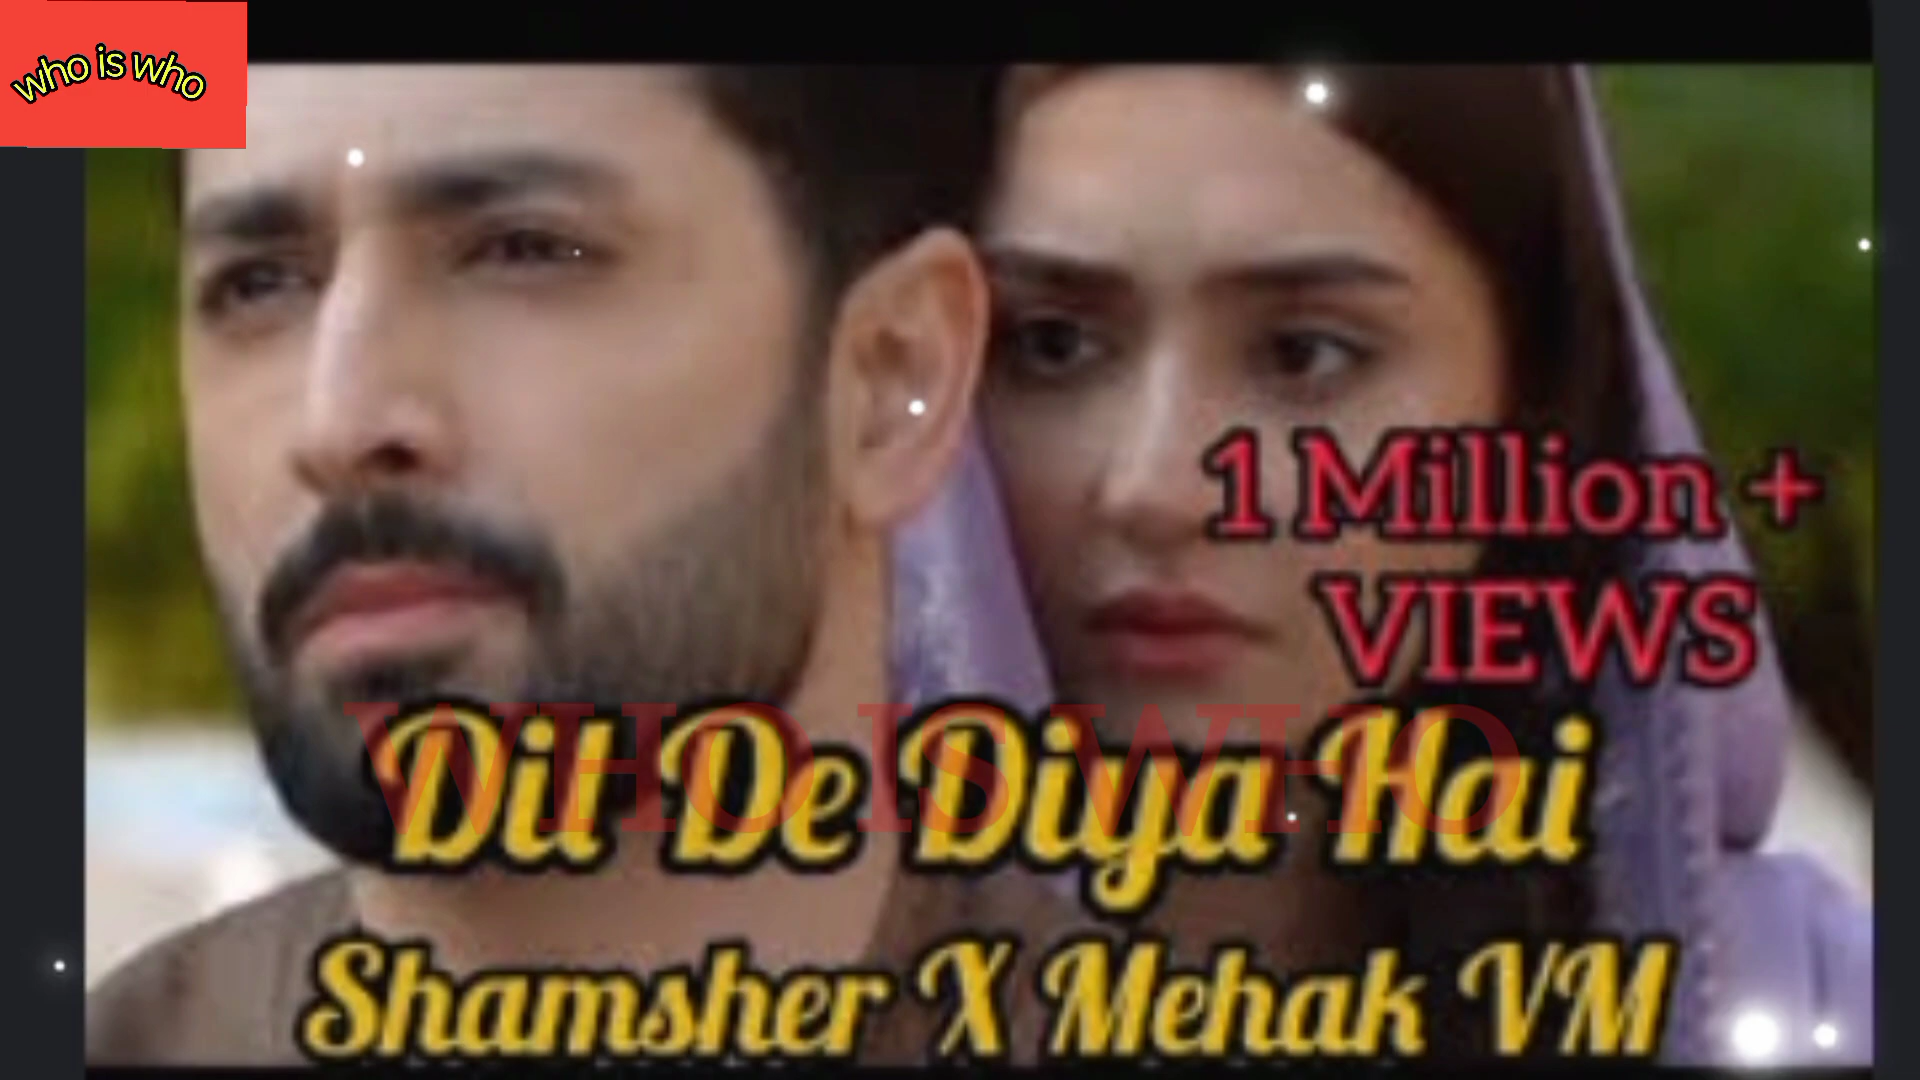 who is who
1 Million +
VIEWS
WHO IS WHO
Dil De Diya Hai
Shamsher X Mehak VM